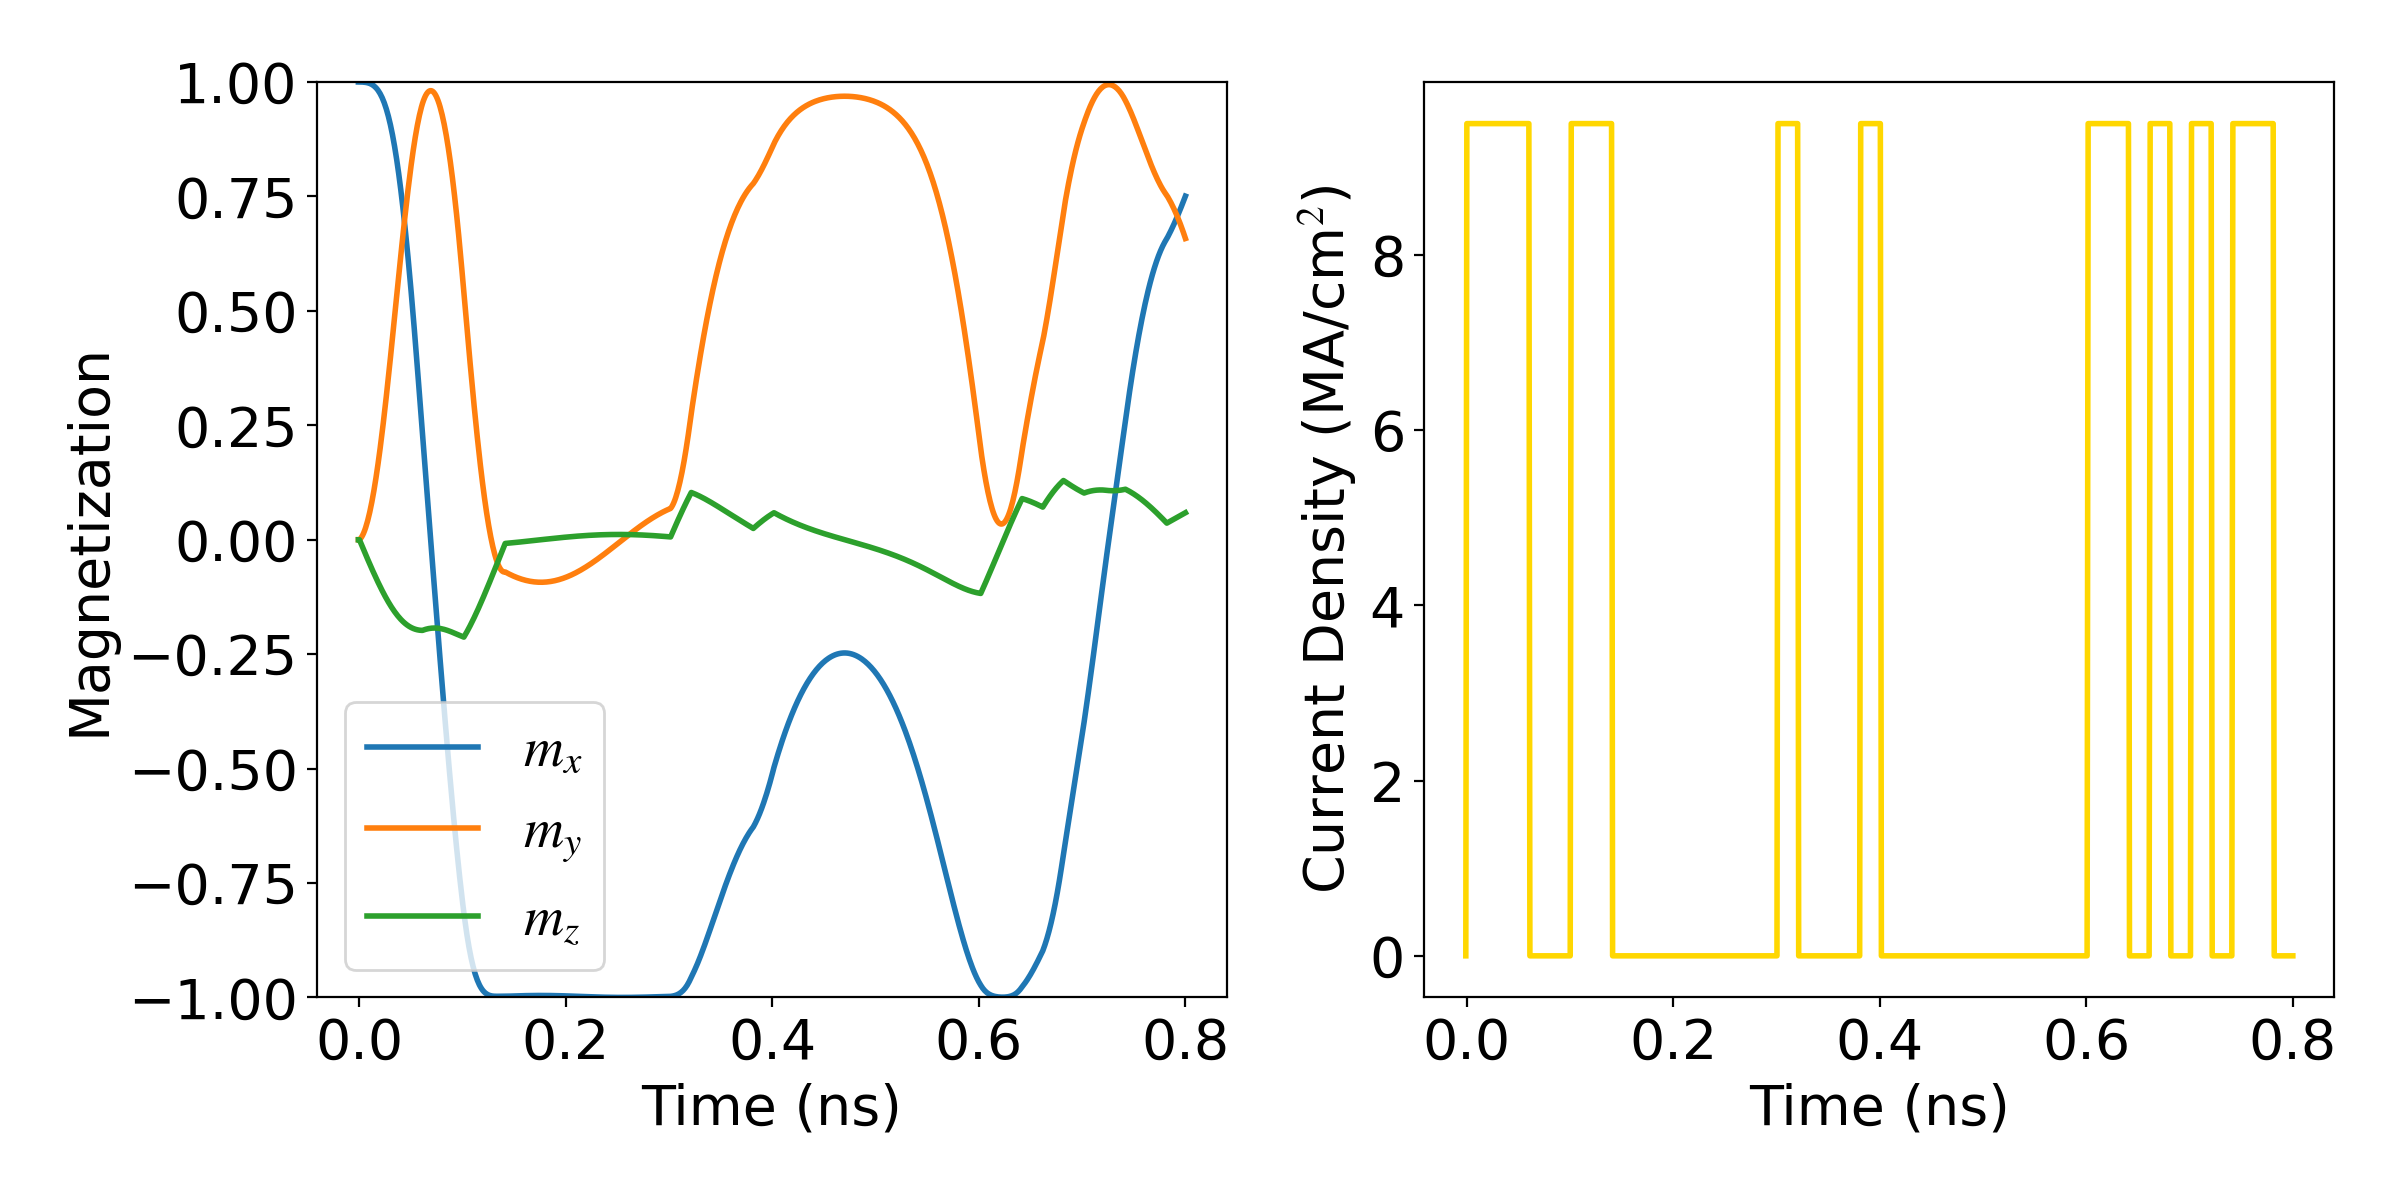 Magnetization
1.00
0.75
0.50
0.25
0.00
−0.25
−0.50
−0.75
−1.00
0.0 0.2 0.4 0.6 0.8
Time (ns)
m_x
m_y
m_z
Current Density (MA/cm²)
8
6
4
2
0
0.0 0.2 0.4 0.6 0.8
Time (ns)